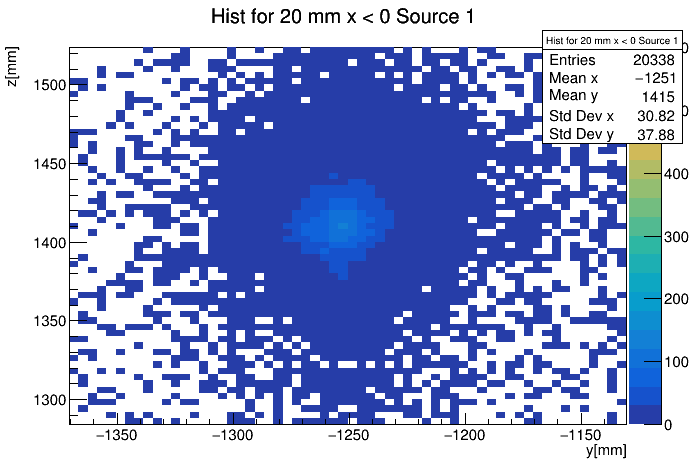 Hist for 20 mm x < 0 Source 1
z[mm]
Hist for 20 mm x < 0 Source 1
Entries 20338
Mean x −1251
Mean y 1415
Std Dev x 30.82
Std Dev y 37.88
1500
1450
1400
1350
1300
−1350 −1300 −1250 −1200 −1150
y[mm]
400
300
200
100
0